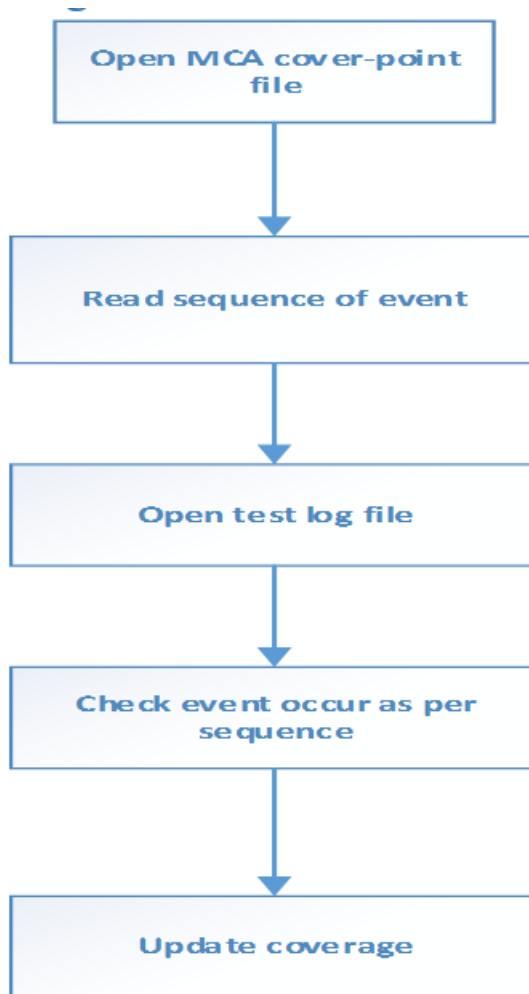 Open MCA cover-point
file
Read sequence of event
Open test log file
Check event occur as per
sequence
Update coverage